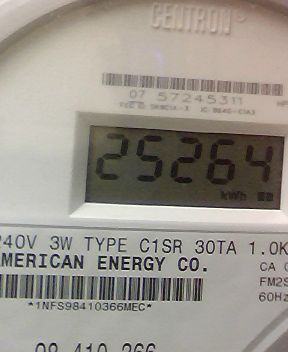 CENTRON®
07 57245311
25264
kWh
240V 3W TYPE C1SR 30TA 1.0K
AMERICAN ENERGY CO. CA 
FM2S
60Hz
*1NFS98410366MEC*